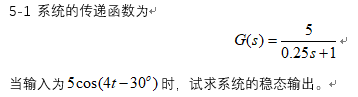 5-1 系统的传递函数为↵
G(s) = 5 / (0.25s+1)
当输入为 5cos(4t−30°) 时，试求系统的稳态输出。↵